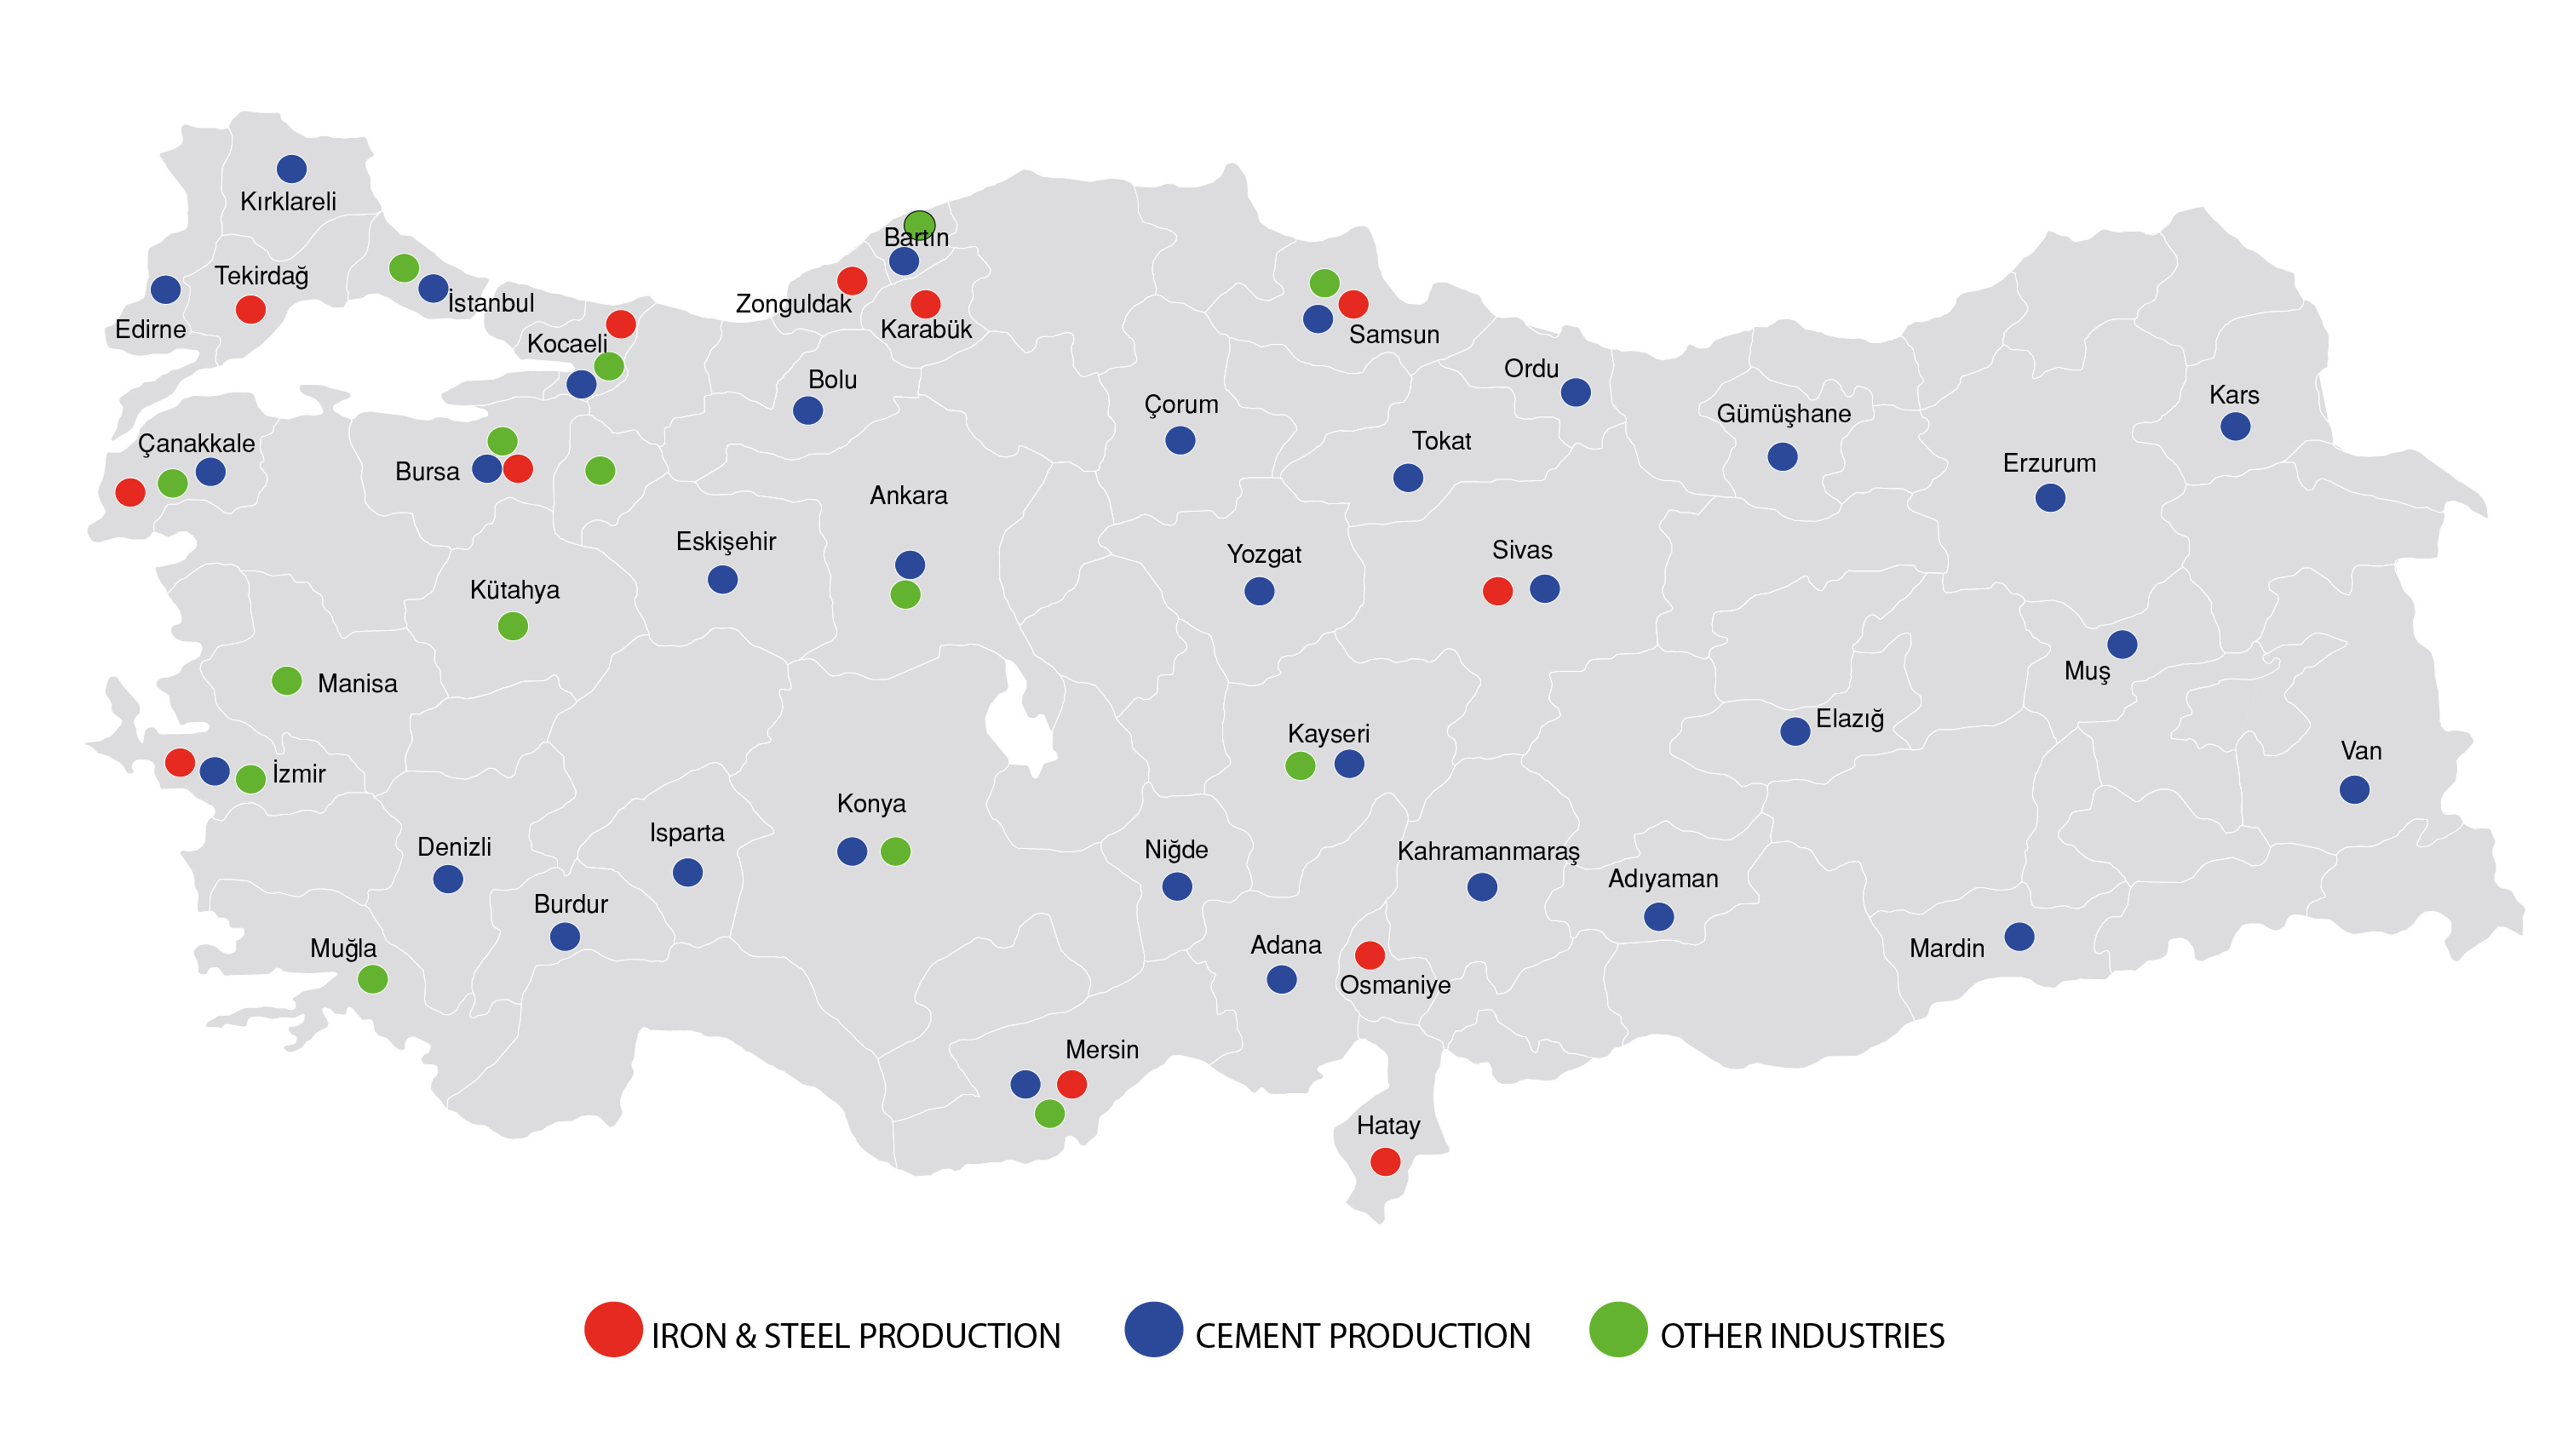 Kırklareli
Bartın
Tekirdağ
İstanbul
Zonguldak
Edirne
Karabük
Samsun
Kocaeli
Ordu
Bolu
Kars
Çorum
Gümüşhane
Tokat
Çanakkale
Erzurum
Bursa
Ankara
Eskişehir
Sivas
Yozgat
Kütahya
Muş
Manisa
Elazığ
Kayseri
Van
İzmir
Konya
Isparta
Denizli
Niğde
Kahramanmaraş
Adıyaman
Burdur
Adana
Muğla
Mardin
Osmaniye
Mersin
Hatay
IRON & STEEL PRODUCTION
CEMENT PRODUCTION
OTHER INDUSTRIES